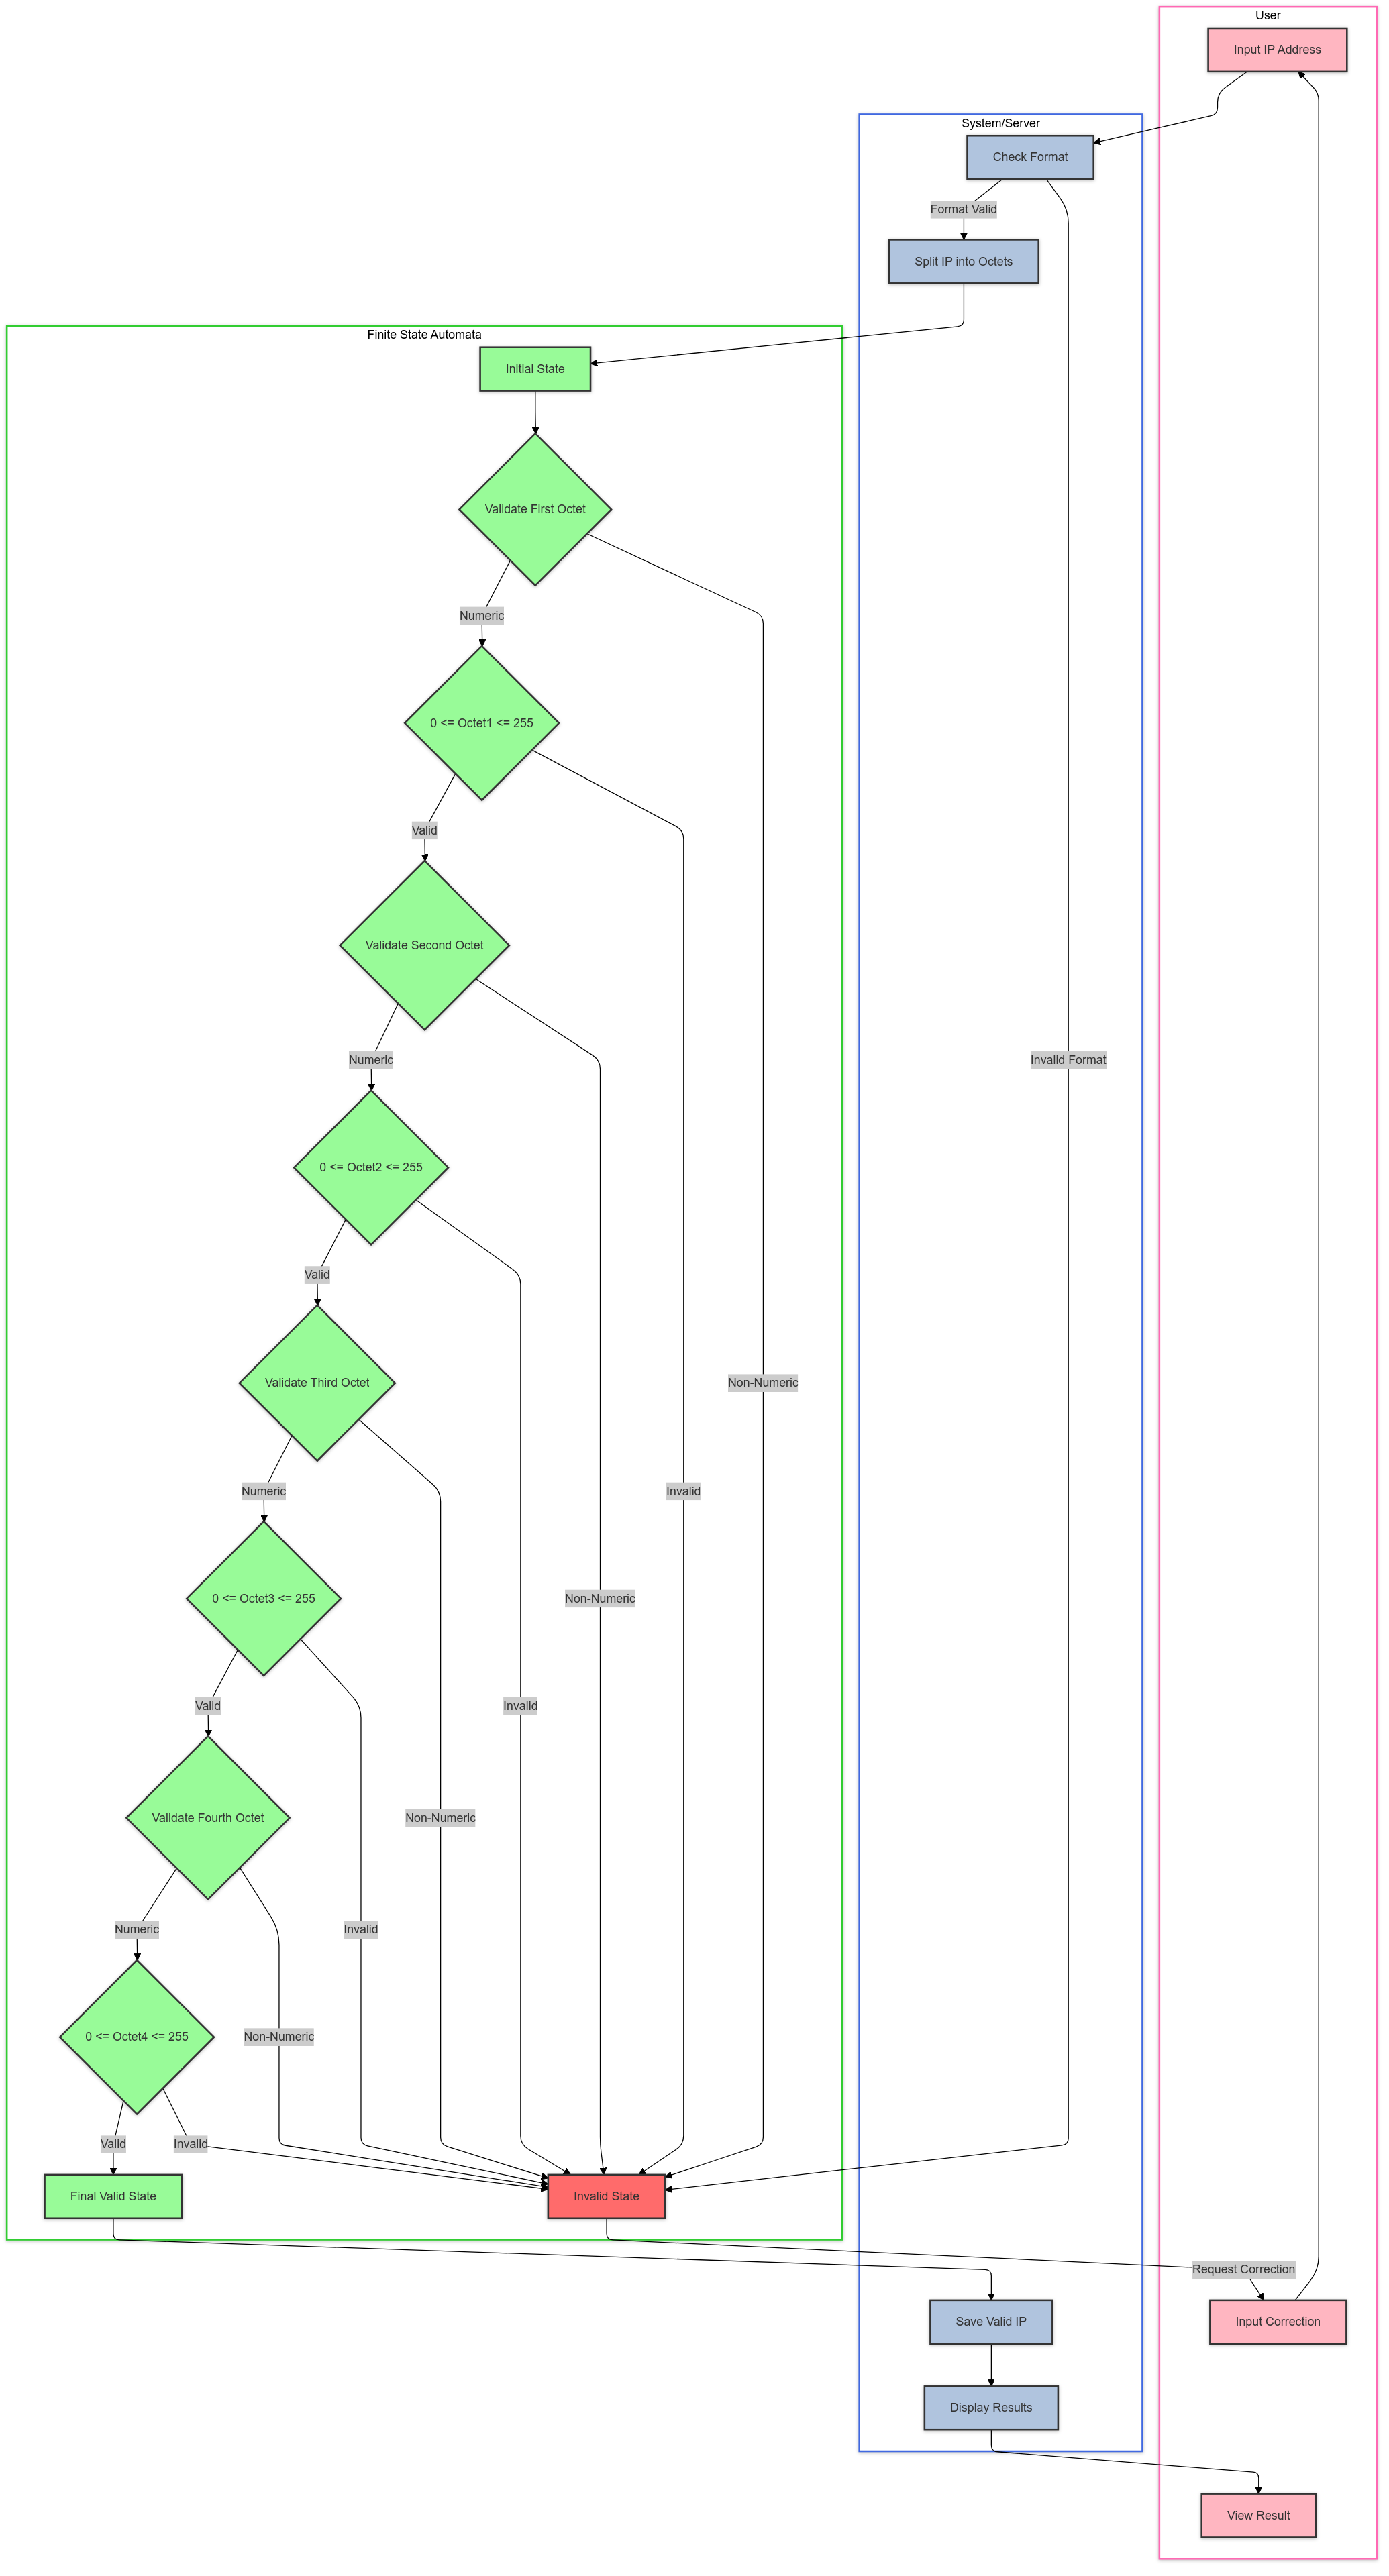 User
Input IP Address
System/Server
Check Format
Format Valid
Split IP into Octets
Finite State Automata
Initial State
Validate First Octet
Numeric
0 <= Octet1 <= 255
Valid
Validate Second Octet
Numeric
Invalid Format
0 <= Octet2 <= 255
Valid
Validate Third Octet
Non-Numeric
Numeric
Invalid
0 <= Octet3 <= 255
Non-Numeric
Valid
Invalid
Validate Fourth Octet
Non-Numeric
Numeric
Invalid
0 <= Octet4 <= 255
Non-Numeric
Valid
Invalid
Final Valid State
Invalid State
Request Correction
Save Valid IP
Input Correction
Display Results
View Result